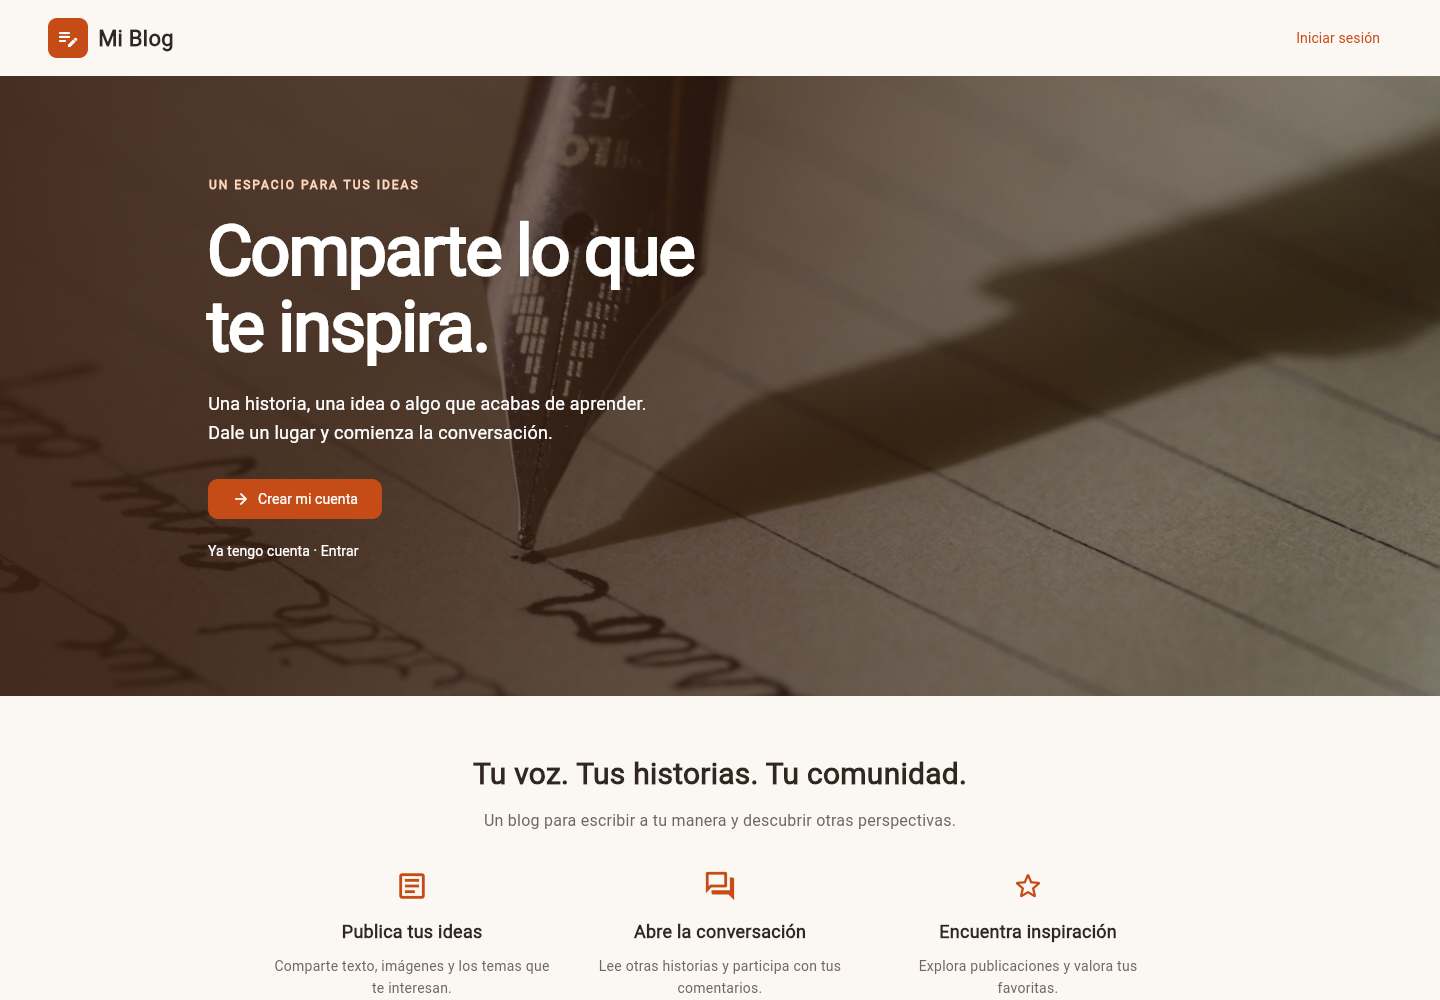 Mi Blog
Iniciar sesión
UN ESPACIO PARA TUS IDEAS
Comparte lo que
te inspira.
Una historia, una idea o algo que acabas de aprender.
Dale un lugar y comienza la conversación.
Crear mi cuenta
Ya tengo cuenta · Entrar
Tu voz. Tus historias. Tu comunidad.
Un blog para escribir a tu manera y descubrir otras perspectivas.
Publica tus ideas
Comparte texto, imágenes y los temas que
te interesan.
Abre la conversación
Lee otras historias y participa con tus
comentarios.
Encuentra inspiración
Explora publicaciones y valora tus
favoritas.